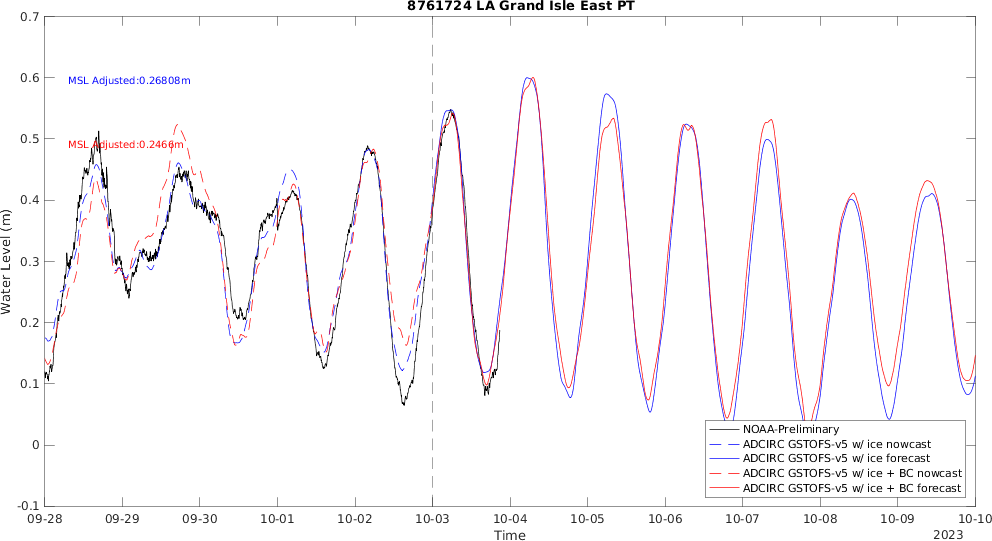 8761724 LA Grand Isle East PT
0.7
0.6
0.5
0.4
0.3
0.2
0.1
0
-0.1
Water Level (m)
MSL Adjusted:0.26808m
MSL Adjusted:0.2466m
NOAA-Preliminary
ADCIRC GSTOFS-v5 w/ ice nowcast
ADCIRC GSTOFS-v5 w/ ice forecast
ADCIRC GSTOFS-v5 w/ ice + BC nowcast
ADCIRC GSTOFS-v5 w/ ice + BC forecast
09-28 09-29 09-30 10-01 10-02 10-03 10-04 10-05 10-06 10-07 10-08 10-09 10-10
Time
2023